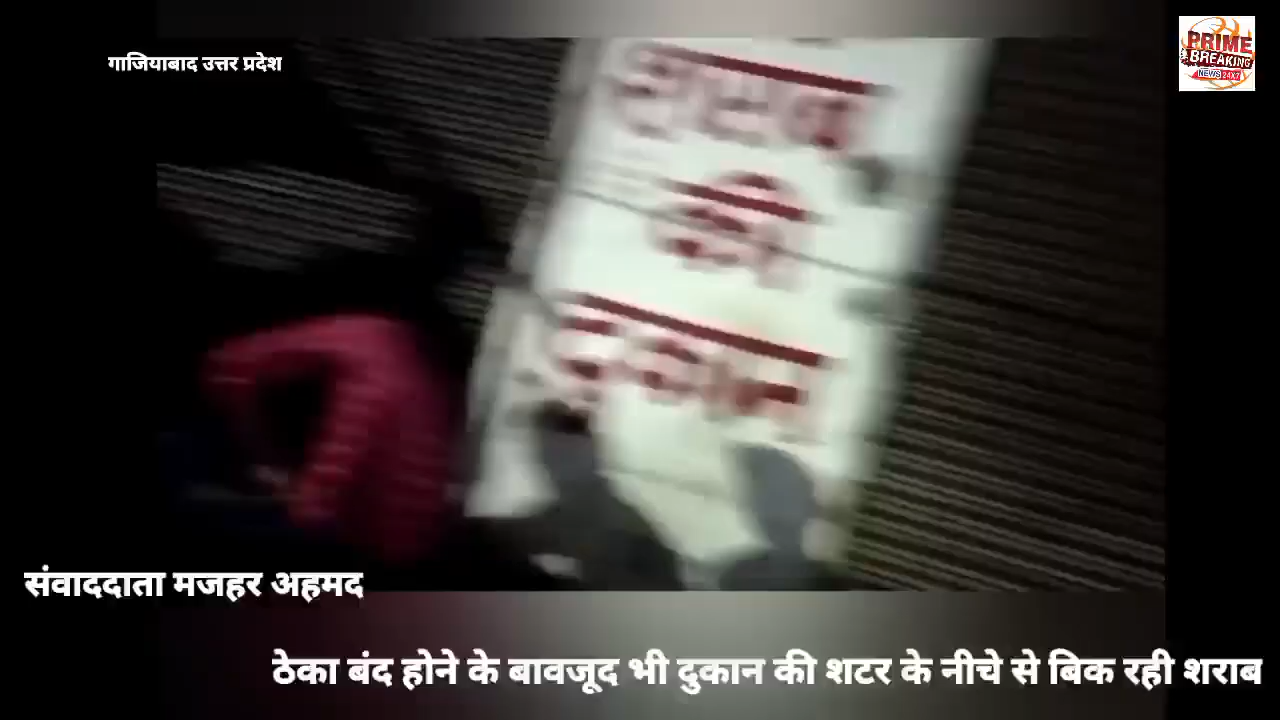 गाजियाबाद उत्तर प्रदेश
PRIME
BREAKING
NEWS 24X7
संवाददाता मजहर अहमद
ठेका बंद होने के बावजूद भी दुकान की शटर के नीचे से बिक रही शराब